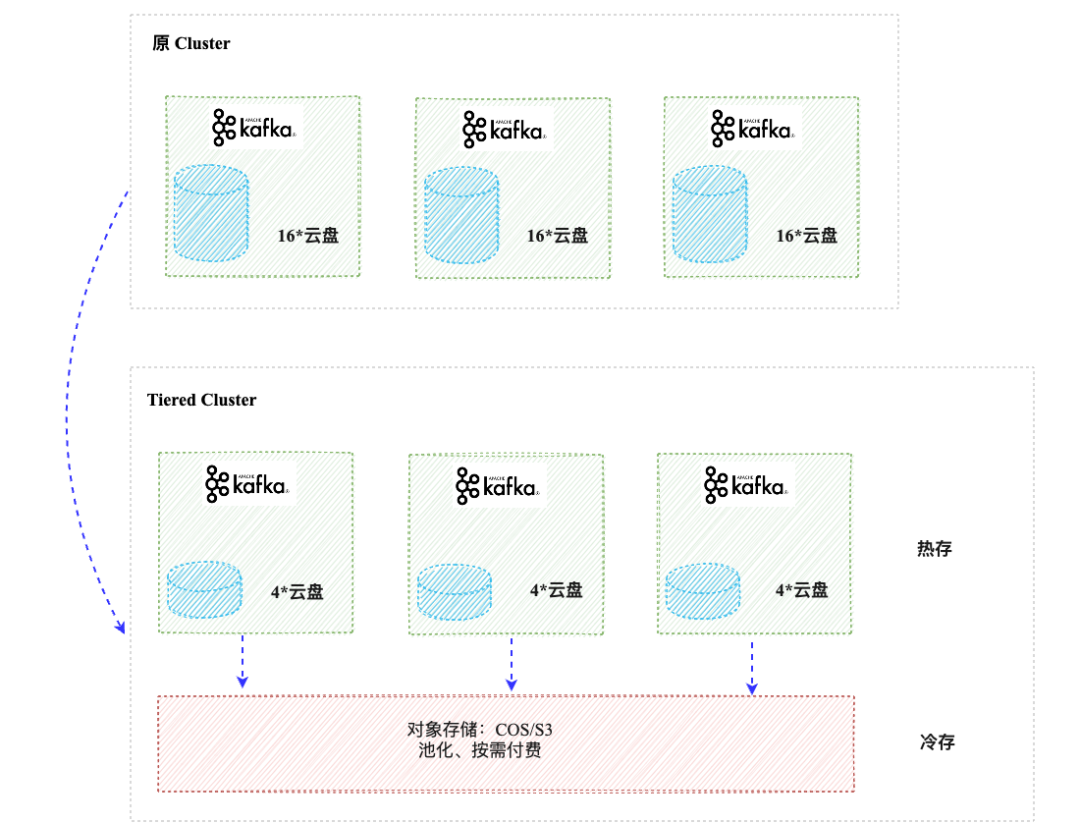 原 Cluster
APACHE
kafka
APACHE
kafka
APACHE
kafka
16*云盘
16*云盘
16*云盘
Tiered Cluster
APACHE
kafka
APACHE
kafka
APACHE
kafka
热存
4*云盘
4*云盘
4*云盘
对象存储：COS/S3
池化、按需付费
冷存